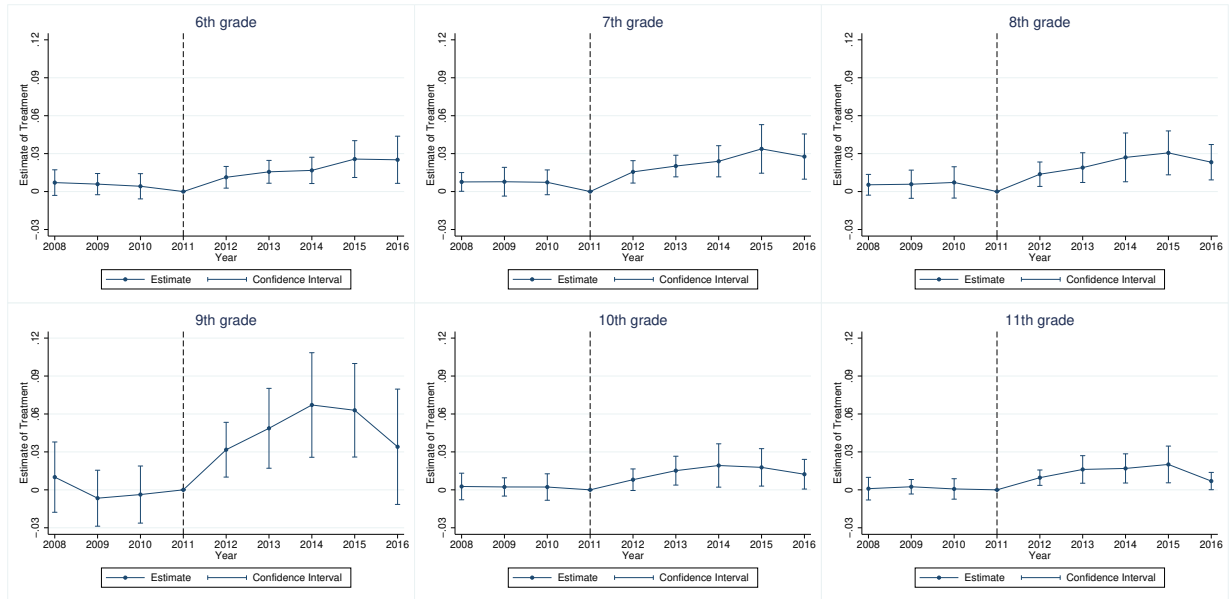 6th grade
Estimate of Treatment
.12
.09
.06
.03
0
-.03
2008 2009 2010 2011 2012 2013 2014 2015 2016
Year
Estimate Confidence Interval
7th grade
Estimate of Treatment
.12
.09
.06
.03
0
-.03
2008 2009 2010 2011 2012 2013 2014 2015 2016
Year
Estimate Confidence Interval
8th grade
Estimate of Treatment
.12
.09
.06
.03
0
-.03
2008 2009 2010 2011 2012 2013 2014 2015 2016
Year
Estimate Confidence Interval
9th grade
Estimate of Treatment
.12
.09
.06
.03
0
-.03
2008 2009 2010 2011 2012 2013 2014 2015 2016
Year
Estimate Confidence Interval
10th grade
Estimate of Treatment
.12
.09
.06
.03
0
-.03
2008 2009 2010 2011 2012 2013 2014 2015 2016
Year
Estimate Confidence Interval
11th grade
Estimate of Treatment
.12
.09
.06
.03
0
-.03
2008 2009 2010 2011 2012 2013 2014 2015 2016
Year
Estimate Confidence Interval